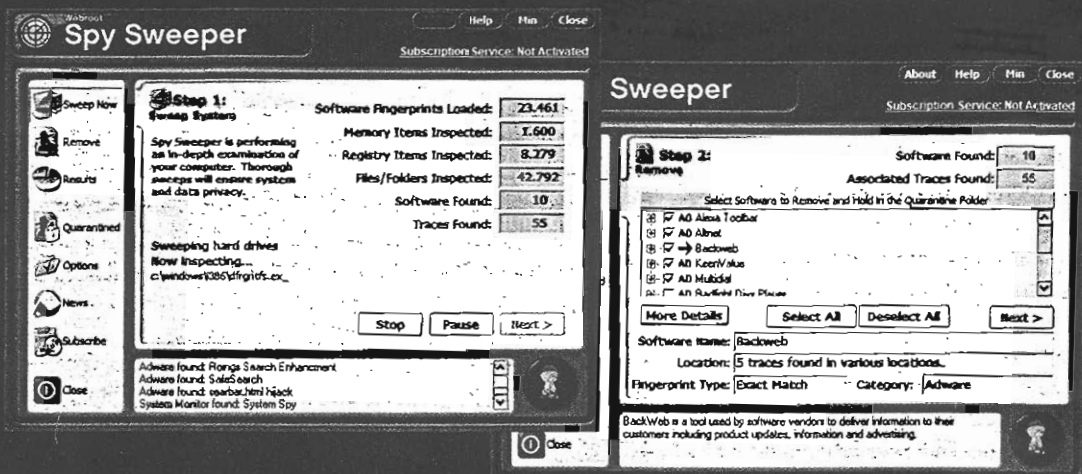 Webroot
Spy Sweeper
Help Min Close
Subscription Service: Not Activated
Sweep Now
Remove
Results
Quarantined
Options
News
Subscribe
Close
Step 1:
Sweep System
Spy Sweeper is performing
an in-depth examination of
your computer. Thorough
sweeps will ensure system
and data privacy.
Software Fingerprints Loaded: 23,461
Memory Items Inspected: 1,600
Registry Items Inspected: 8,279
Files/Folders Inspected: 42,792
Software Found: 10
Traces Found: 55
Sweeping hard drives
Now Inspecting...
c:\windows\i386\dfrgntfs.ex_
Stop Pause Next >
Adware found: Rongs Search Enhancment
Adware found:
Adware found: searbar.html hijack
System Monitor found: System Spy
Sweeper
About Help Min Close
Subscription Service: Not Activated
Step 2:
Remove
Software Found: 10
Associated Traces Found: 55
Select Software to Remove and Hold in the Quarantine Folder
AD Alexa Toolbar
AD Altnet
Backweb
AD KeenValue
AD Multidial
More Details Select All Deselect All Next >
Software Name: Backweb
Location: 5 traces found in various locations.
Fingerprint Type: Exact Match Category: Adware
BackWeb is a tool used by software vendors to deliver information to their
customers including product updates, information and advertising.
Close